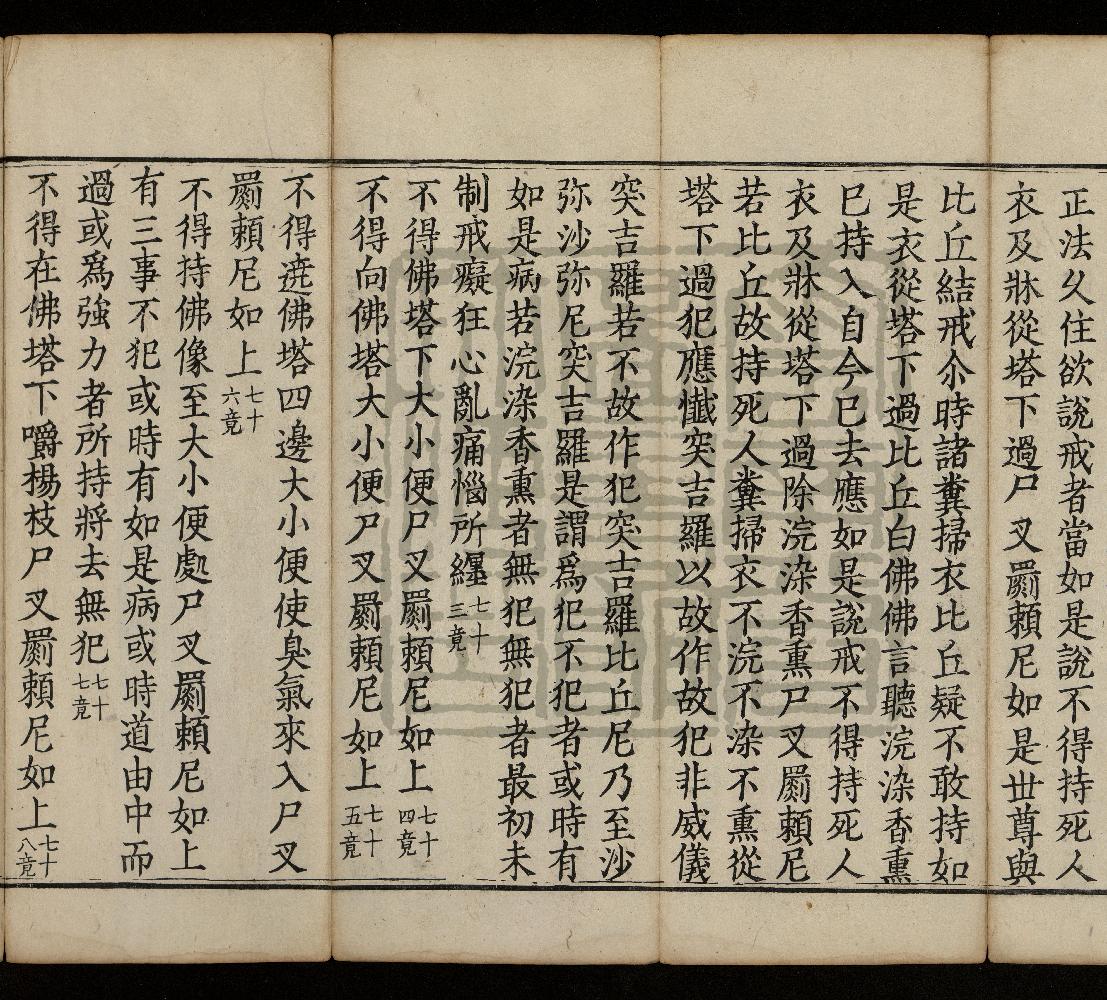 正法久住欲說戒者當如是說不得持死人
衣及牀從塔下過尸叉罽賴尼如是世尊與
比丘結戒尒時諸糞掃衣比丘疑不敢持如
是衣從塔下過比丘白佛佛言聽浣染香熏
已持入自今已去應如是說戒不得持死人
衣及牀從塔下過除浣染香熏尸叉罽賴尼
若比丘故持死人糞掃衣不浣不染不熏從
塔下過犯應懺突吉羅以故作故犯非威儀
突吉羅若不故作犯突吉羅比丘尼乃至沙
弥沙弥尼突吉羅是謂爲犯不犯者或時有
如是病若浣染香熏者無犯無犯者最初未
制戒癡狂心亂痛惱所纏七十三竟
不得佛塔下大小便尸叉罽賴尼如上七十四竟
不得向佛塔大小便尸叉罽賴尼如上七十五竟
不得遶佛塔四邊大小便使臭氣來入尸叉
罽賴尼如上七十六竟
不得持佛像至大小便處尸叉罽賴尼如上
有三事不犯或時有如是病或時道由中而
過或爲強力者所持將去無犯七十七竟
不得在佛塔下嚼楊枝尸叉罽賴尼如上七十八竟